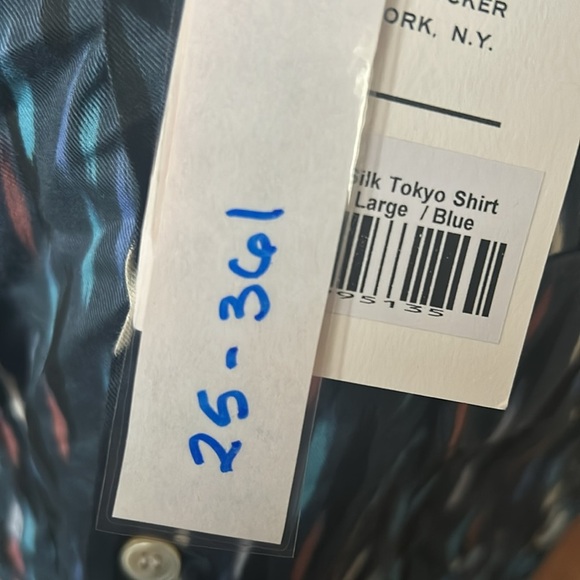 CKER
ORK, N.Y.
Silk Tokyo Shirt
Large / Blue
95135
25-361